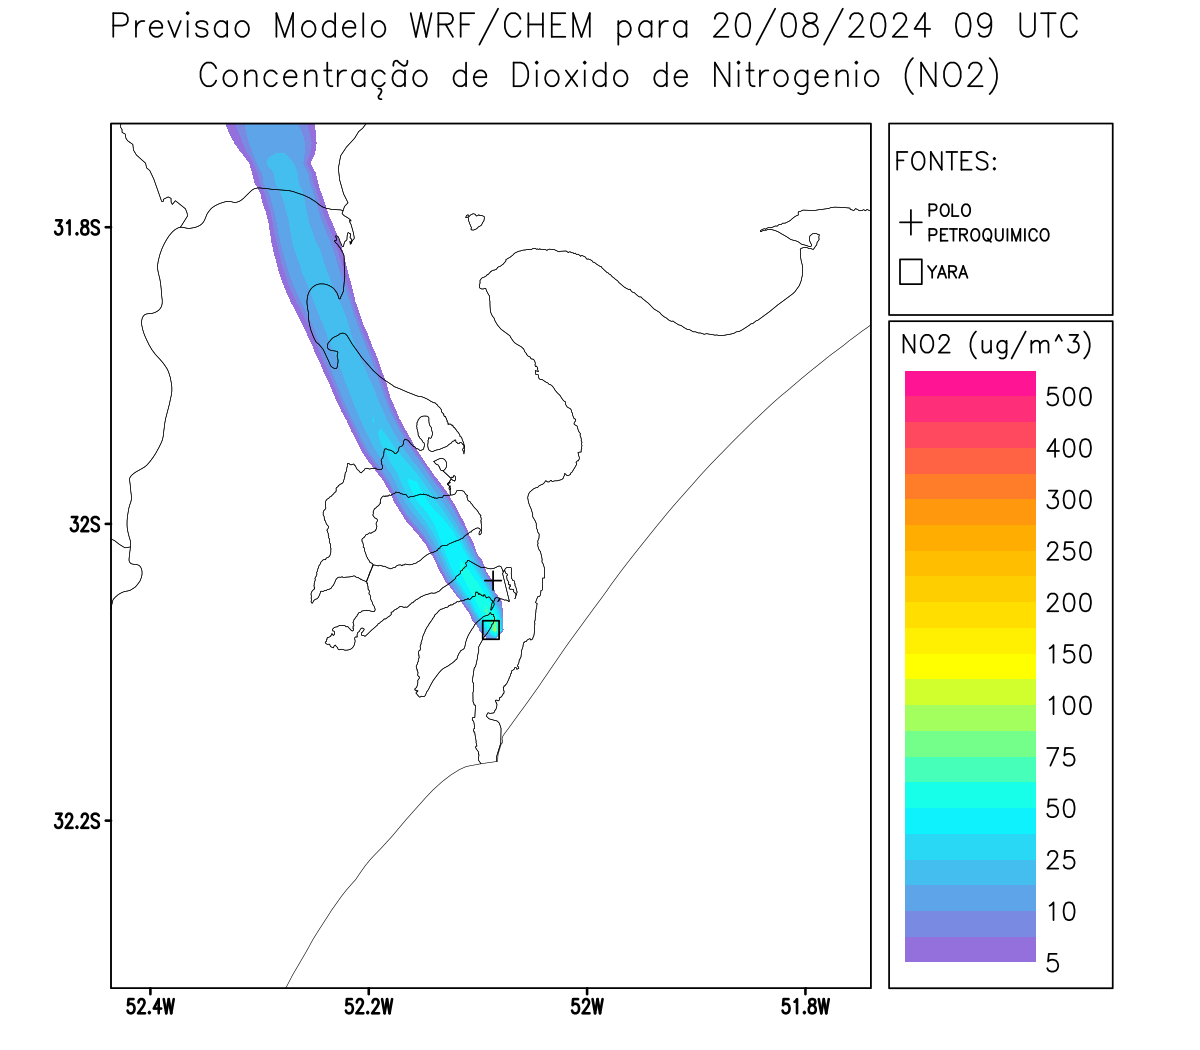 Previsao Modelo WRF/CHEM para 20/08/2024 09 UTC
Concentração de Dioxido de Nitrogenio (NO2)
FONTES:
POLO
PETROQUIMICO
YARA
NO2 (ug/m^3)
500
400
300
250
200
150
100
75
50
25
10
5
31.8S
32S
32.2S
52.4W
52.2W
52W
51.8W